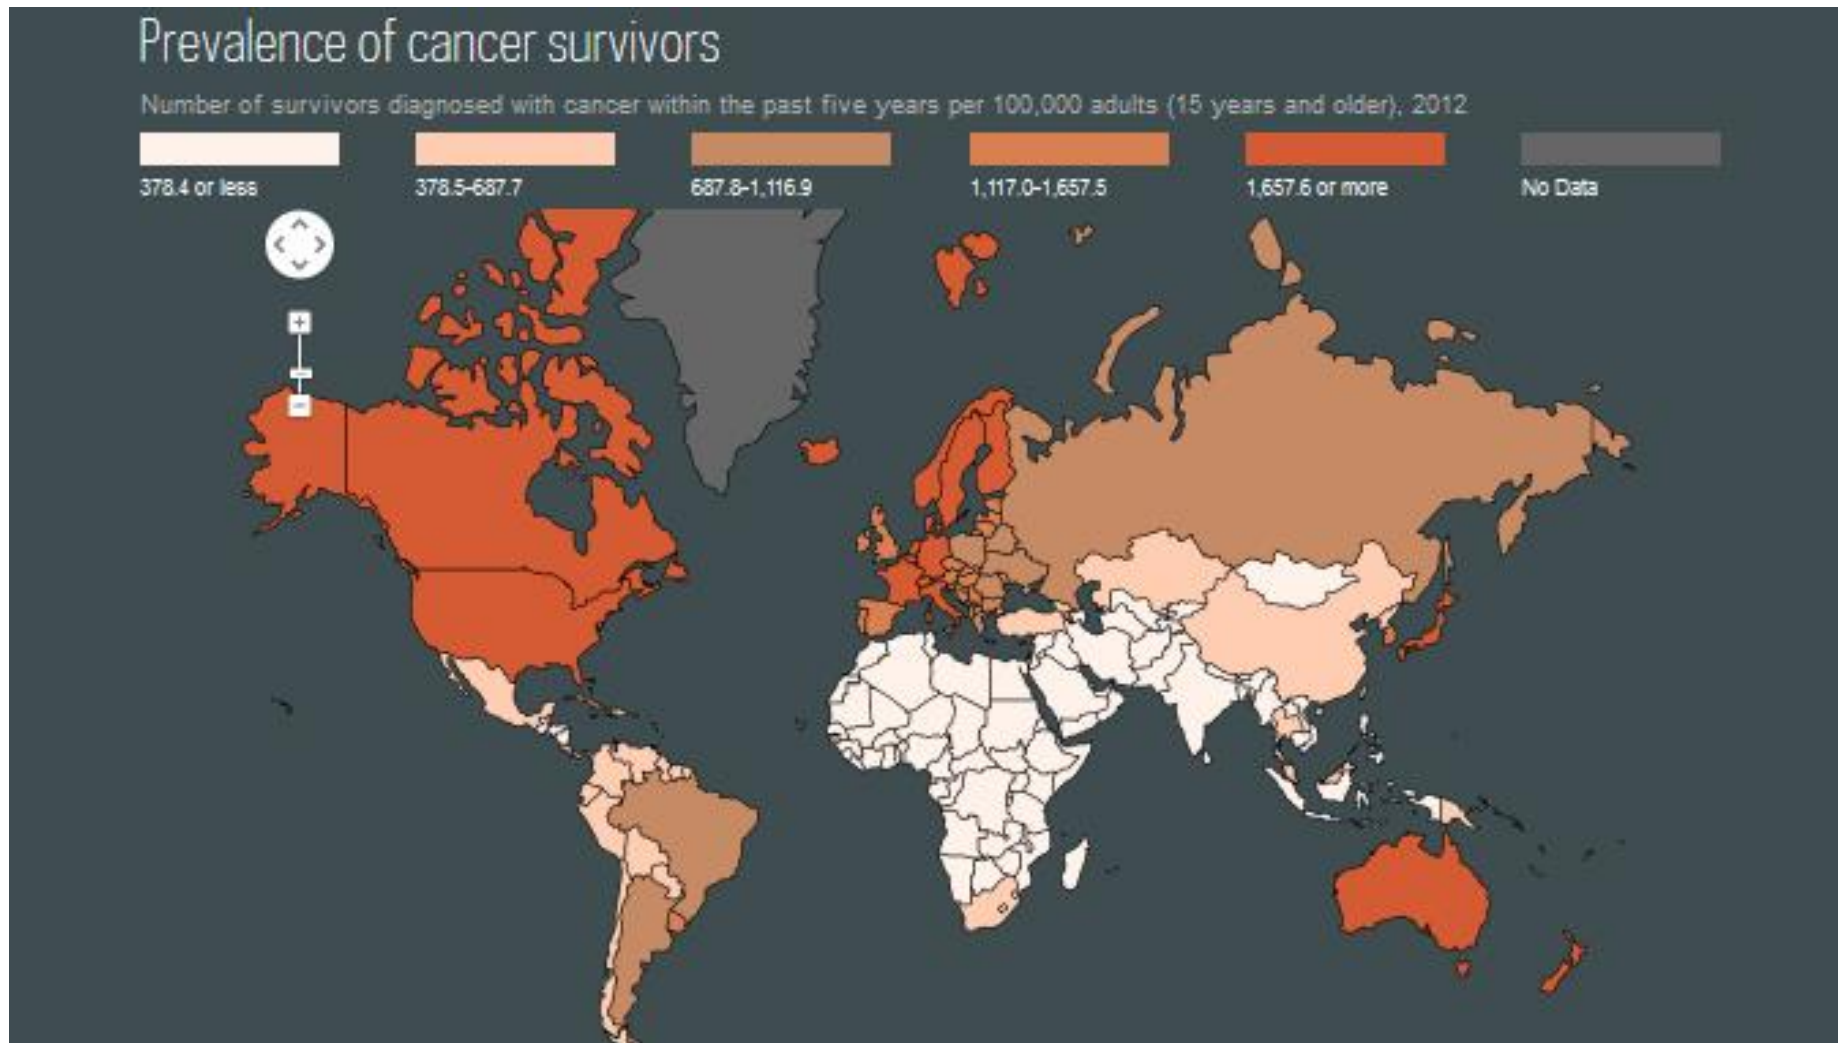 Prevalence of cancer survivors
Number of survivors diagnosed with cancer within the past five years per 100,000 adults (15 years and older), 2012
378.4 or less
378.5-687.7
687.8-1,116.9
1,117.0-1,657.5
1,657.6 or more
No Data